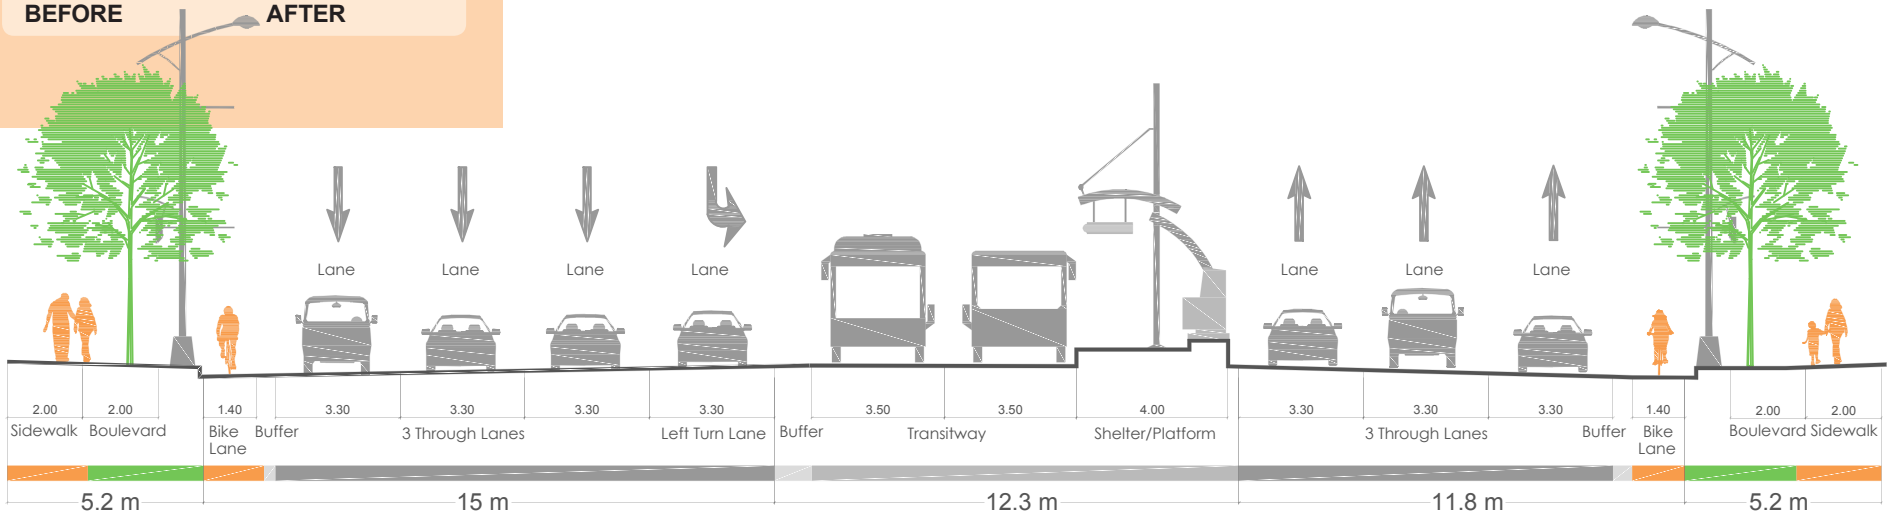 BEFORE AFTER
Lane Lane Lane Lane Lane Lane Lane
2.00 2.00 1.40 3.30 3.30 3.30 3.30 3.50 3.50 4.00 3.30 3.30 3.30 1.40 2.00 2.00
Sidewalk Boulevard Bike Lane Buffer 3 Through Lanes Left Turn Lane Buffer Transitway Shelter/Platform 3 Through Lanes Buffer Bike Lane Boulevard Sidewalk
5.2 m 15 m 12.3 m 11.8 m 5.2 m